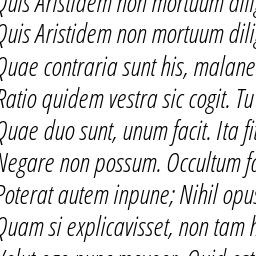 Quis Aristidem non mortuum dilig
Quis Aristidem non mortuum dilig
Quae contraria sunt his, malane
Ratio quidem vestra sic cogit. Tu
Quae duo sunt, unum facit. Ita fit
Negare non possum. Occultum fa
Poterat autem inpune; Nihil opus
Quam si explicavisset, non tam h